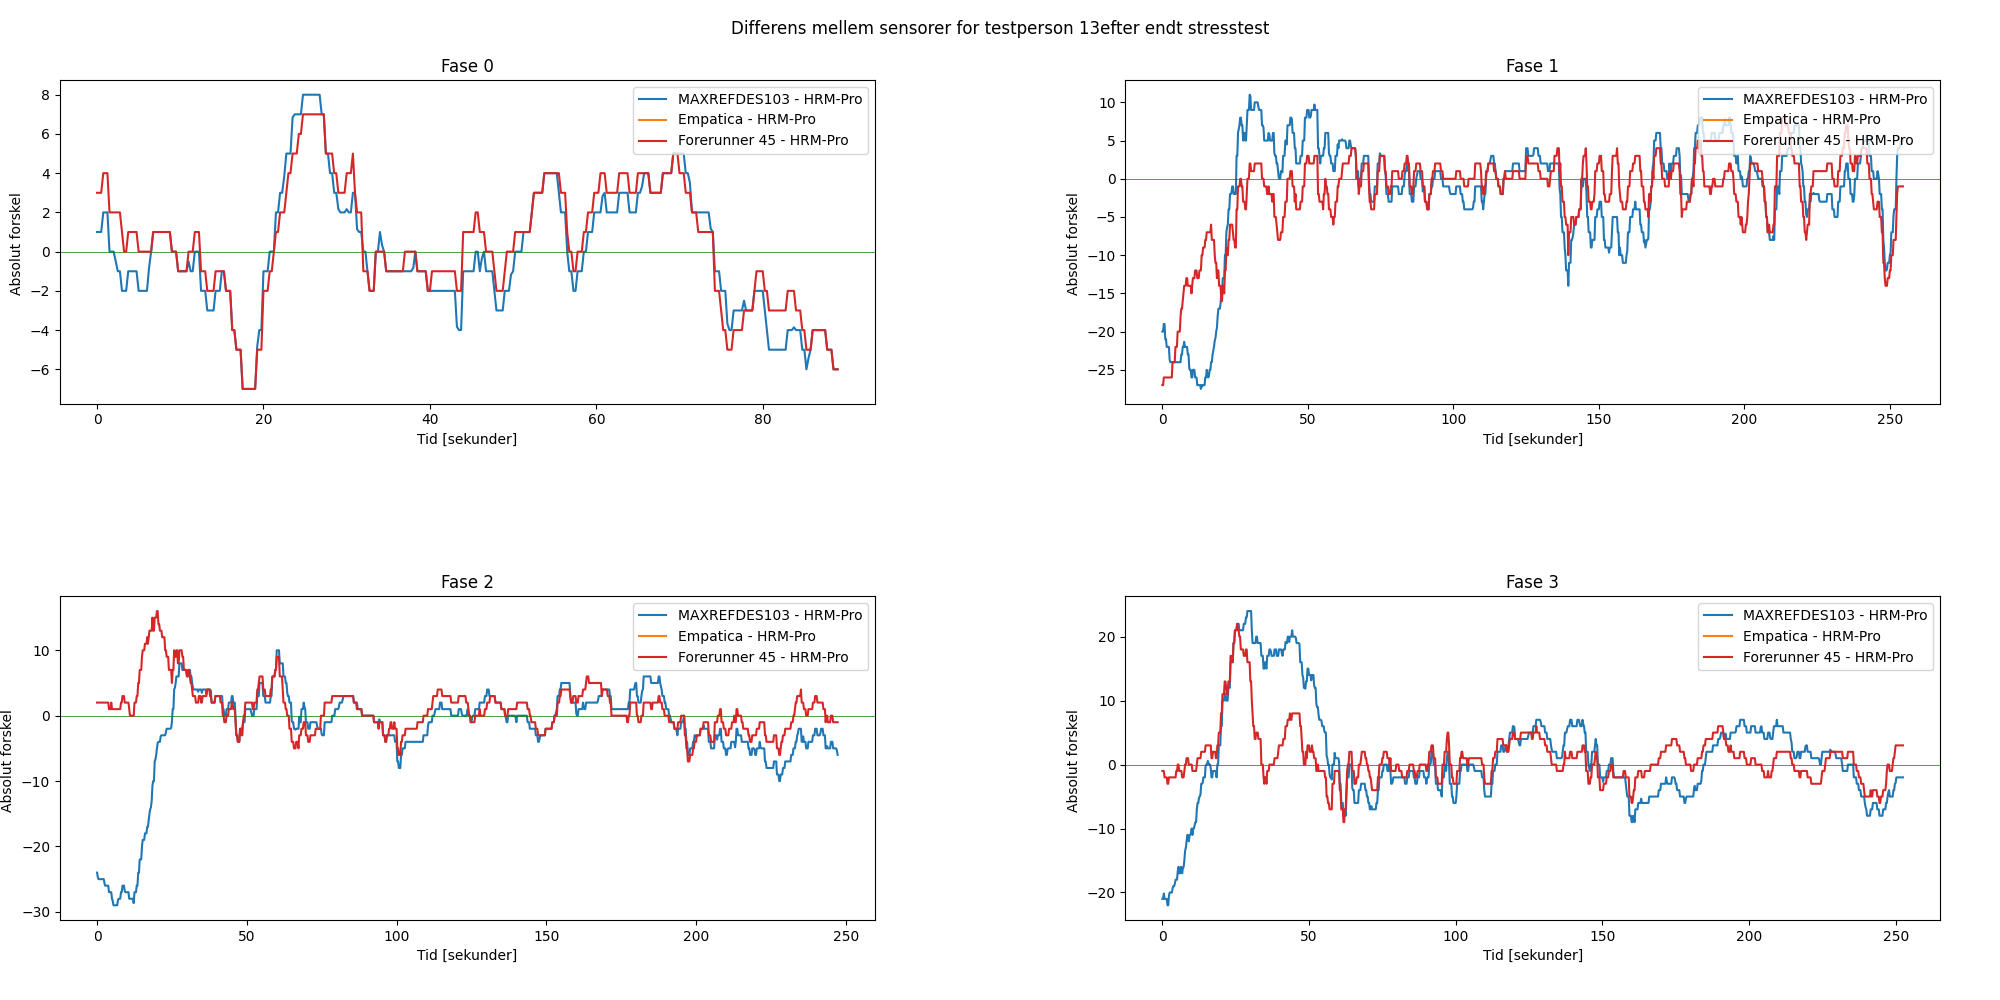 Differens mellem sensorer for testperson 13efter endt stresstest
Fase 0
8
6
4
2
0
−2
−4
−6
Absolut forskel
0 20 40 60 80
Tid [sekunder]
MAXREFDES103 - HRM-Pro
Empatica - HRM-Pro
Forerunner 45 - HRM-Pro
Fase 1
10
5
0
−5
−10
−15
−20
−25
Absolut forskel
0 50 100 150 200 250
Tid [sekunder]
MAXREFDES103 - HRM-Pro
Empatica - HRM-Pro
Forerunner 45 - HRM-Pro
Fase 2
10
0
−10
−20
−30
Absolut forskel
0 50 100 150 200 250
Tid [sekunder]
MAXREFDES103 - HRM-Pro
Empatica - HRM-Pro
Forerunner 45 - HRM-Pro
Fase 3
20
10
0
−10
−20
Absolut forskel
0 50 100 150 200 250
Tid [sekunder]
MAXREFDES103 - HRM-Pro
Empatica - HRM-Pro
Forerunner 45 - HRM-Pro